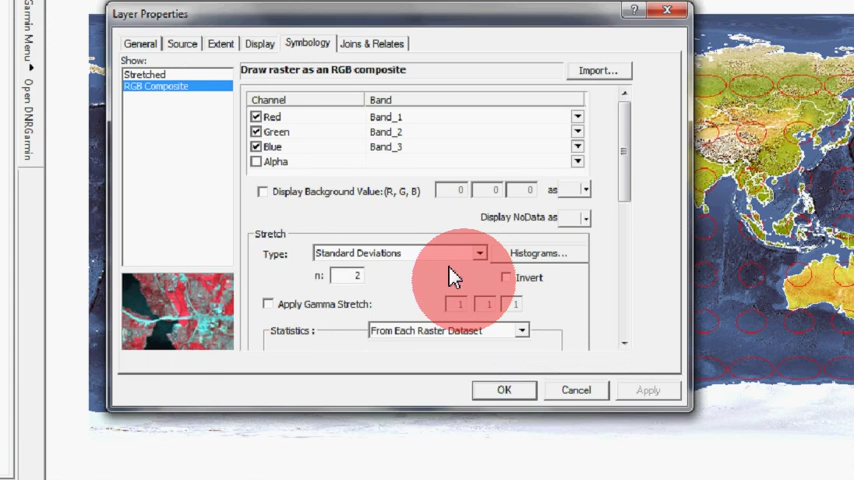 Layer Properties
?
Garmin Menu
Open DNRGarmin
General
Source
Extent
Display
Symbology
Joins & Relates
Show:
Stretched
RGB Composite
Draw raster as an RGB composite
Import...
Channel Band
Red Band_1
Green Band_2
Blue Band_3
Alpha
Display Background Value:(R, G, B) 0 0 0 as
Display NoData as
Stretch
Type: Standard Deviations Histograms...
n: 2 Invert
Apply Gamma Stretch: 1 1 1
Statistics : From Each Raster Dataset
OK Cancel Apply